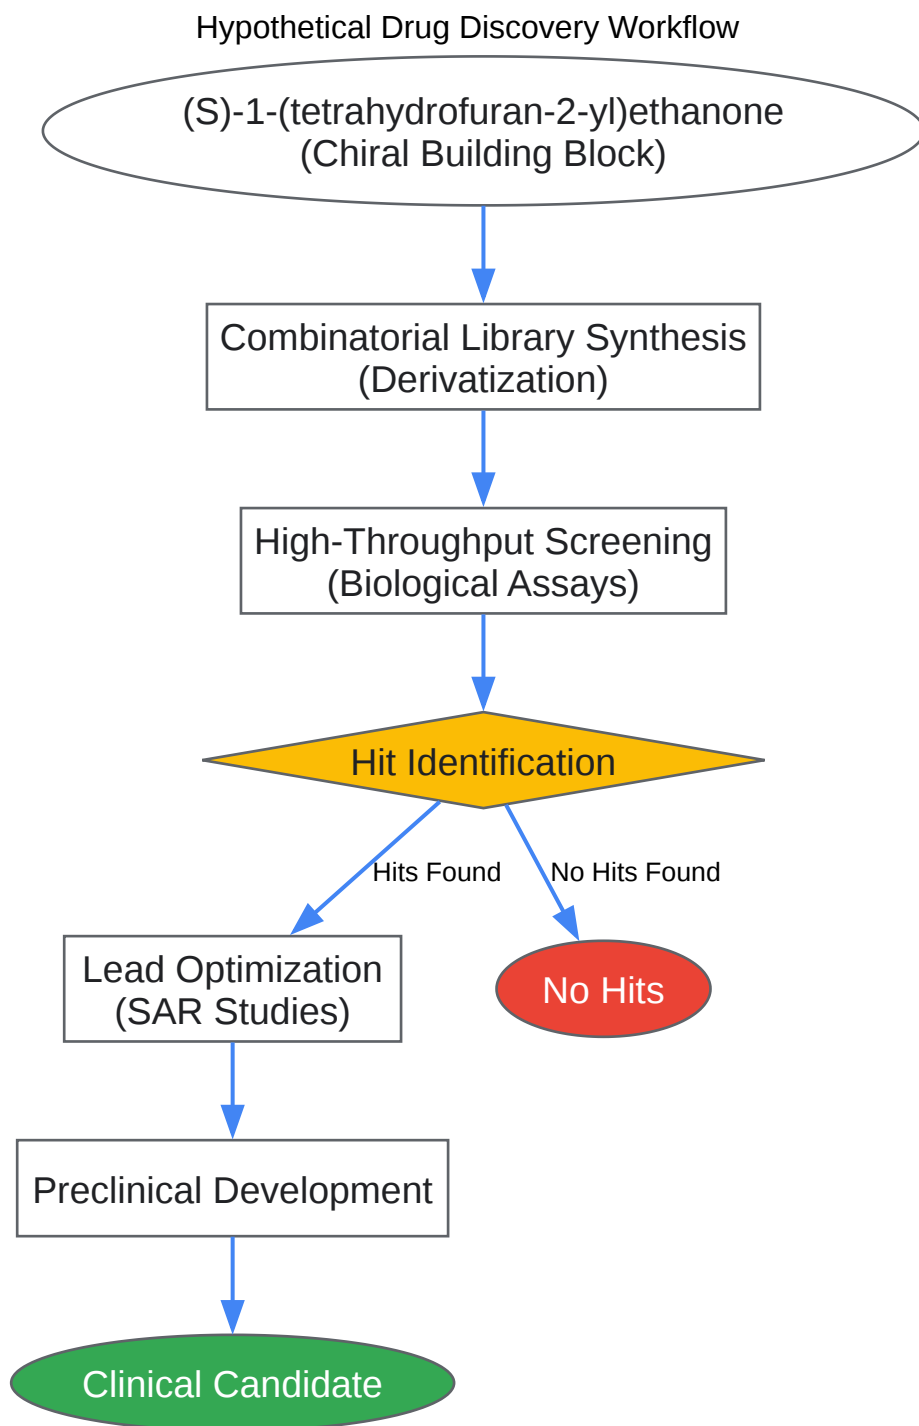 Hypothetical Drug Discovery Workflow
(S)-1-(tetrahydrofuran-2-yl)ethanone
(Chiral Building Block)
Combinatorial Library Synthesis
(Derivatization)
High-Throughput Screening
(Biological Assays)
Hit Identification
Hits Found
No Hits Found
Lead Optimization
(SAR Studies)
No Hits
Preclinical Development
Clinical Candidate